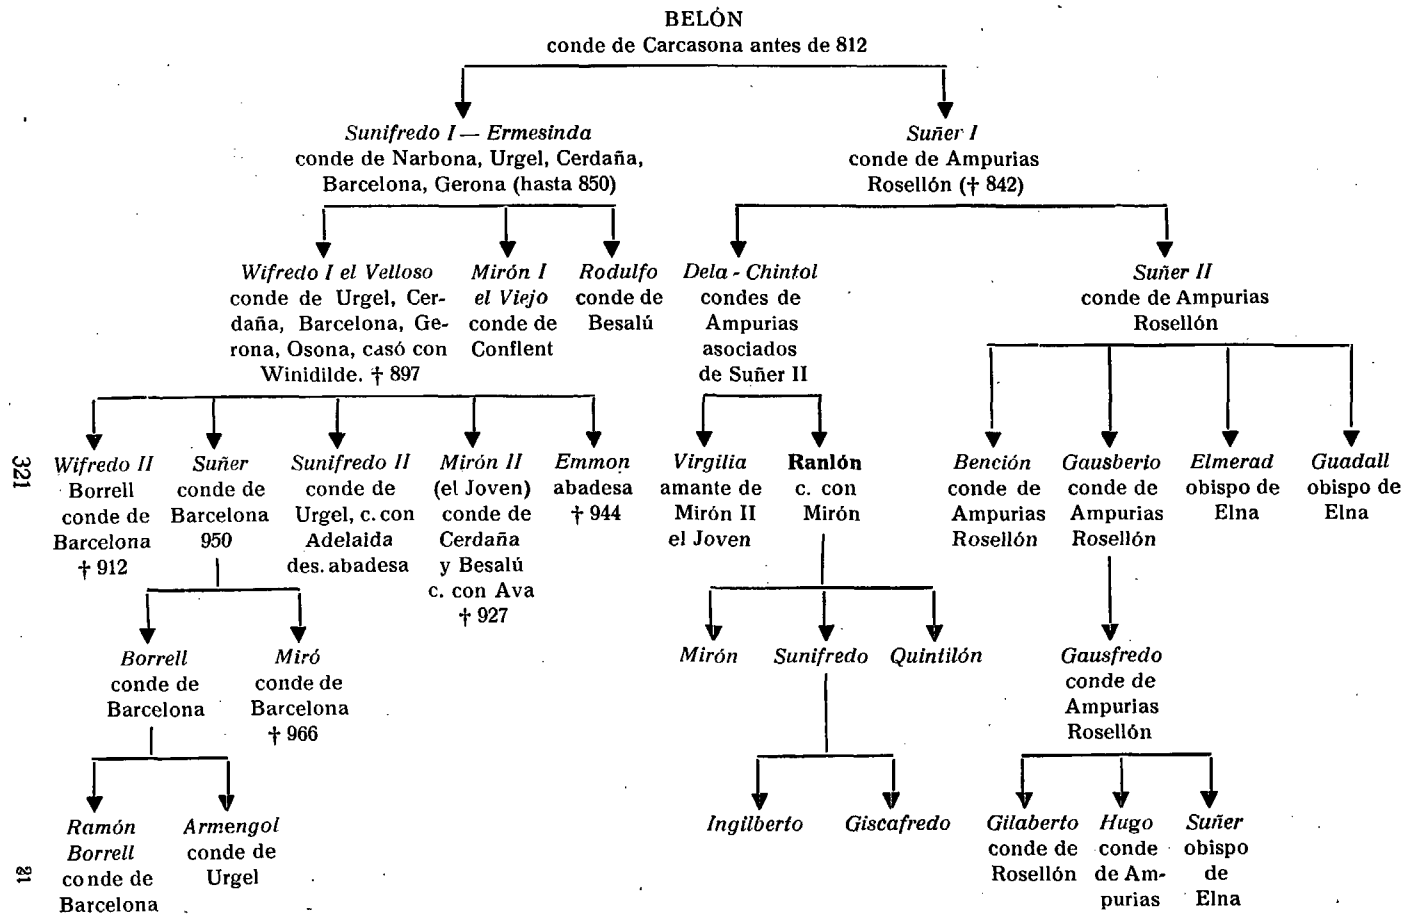 BELÓN
conde de Carcasona antes de 812
Sunifredo I — Ermesinda
conde de Narbona, Urgel, Cerdaña,
Barcelona, Gerona (hasta 850)
Suñer I
conde de Ampurias
Rosellón († 842)
Wifredo I el Velloso
conde de Urgel, Cer-
daña, Barcelona, Ge-
rona, Osona, casó con
Winidilde. † 897
Mirón I
el Viejo
conde de
Conflent
Rodulfo
conde de
Besalú
Dela - Chintol
condes de
Ampurias
asociados
de Suñer II
Suñer II
conde de Ampurias
Rosellón
Wifredo II
Borrell
conde de
Barcelona
† 912
Suñer
conde de
Barcelona
950
Sunifredo II
conde de
Urgel, c. con
Adelaida
des. abadesa
Mirón II
(el Joven)
conde de
Cerdaña
y Besalú
c. con Ava
† 927
Emmon
abadesa
† 944
Virgilia
amante de
Mirón II
el Joven
Ranlón
c. con
Mirón
Bención
conde de
Ampurias
Rosellón
Gausberto
conde de
Ampurias
Rosellón
Elmerad
obispo de
Elna
Guadall
obispo de
Elna
321
Borrell
conde de
Barcelona
Miró
conde de
Barcelona
† 966
Mirón
Sunifredo
Quintilón
Gausfredo
conde de
Ampurias
Rosellón
Ramón
Borrell
conde de
Barcelona
Armengol
conde de
Urgel
Ingilberto
Giscafredo
Gilaberto
conde de
Rosellón
Hugo
conde
de Am-
purias
Suñer
obispo
de
Elna
21